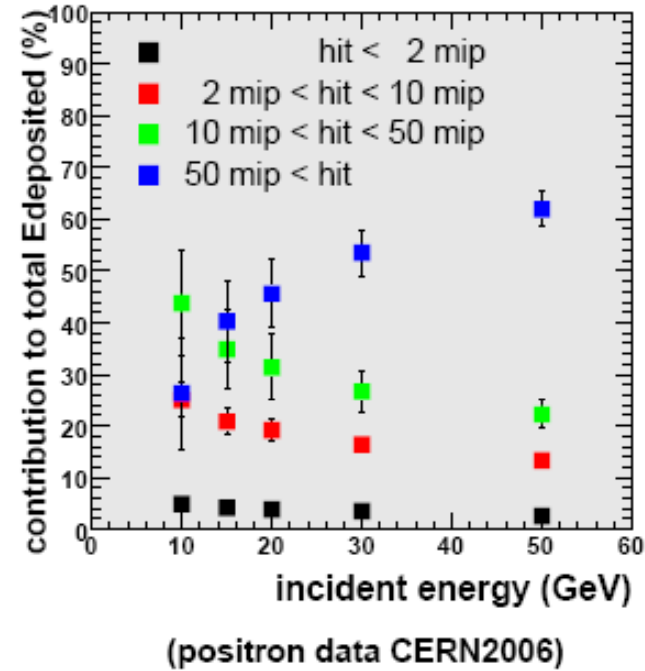 contribution to total Edeposited (%)
100
90
80
70
60
50
40
30
20
10
0
hit < 2 mip
2 mip < hit < 10 mip
10 mip < hit < 50 mip
50 mip < hit
0 10 20 30 40 50 60
incident energy (GeV)
(positron data CERN2006)